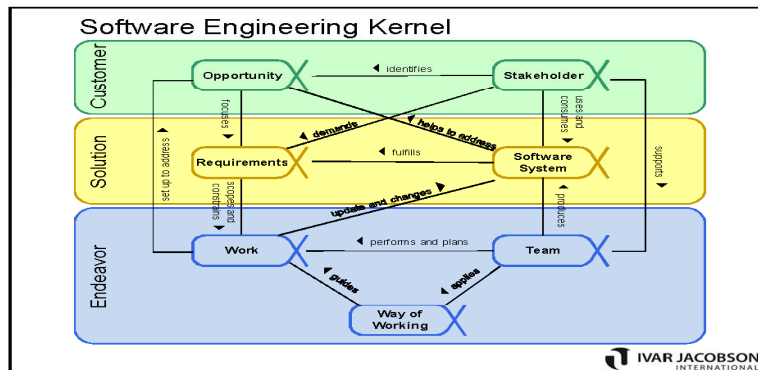 Software Engineering Kernel
Customer
Opportunity
◄ identifies
Stakeholder
focuses ►
◄ demands
◄ helps to address
uses and
consumes ►
set up to address ►
supports ►
Solution
Requirements
◄ fulfills
Software
System
scopes and
constrains ►
update and changes ►
produces ►
Endeavor
Work
◄ performs and plans
Team
◄ guides
◄ applies
Way of
Working
IVAR JACOBSON
INTERNATIONAL